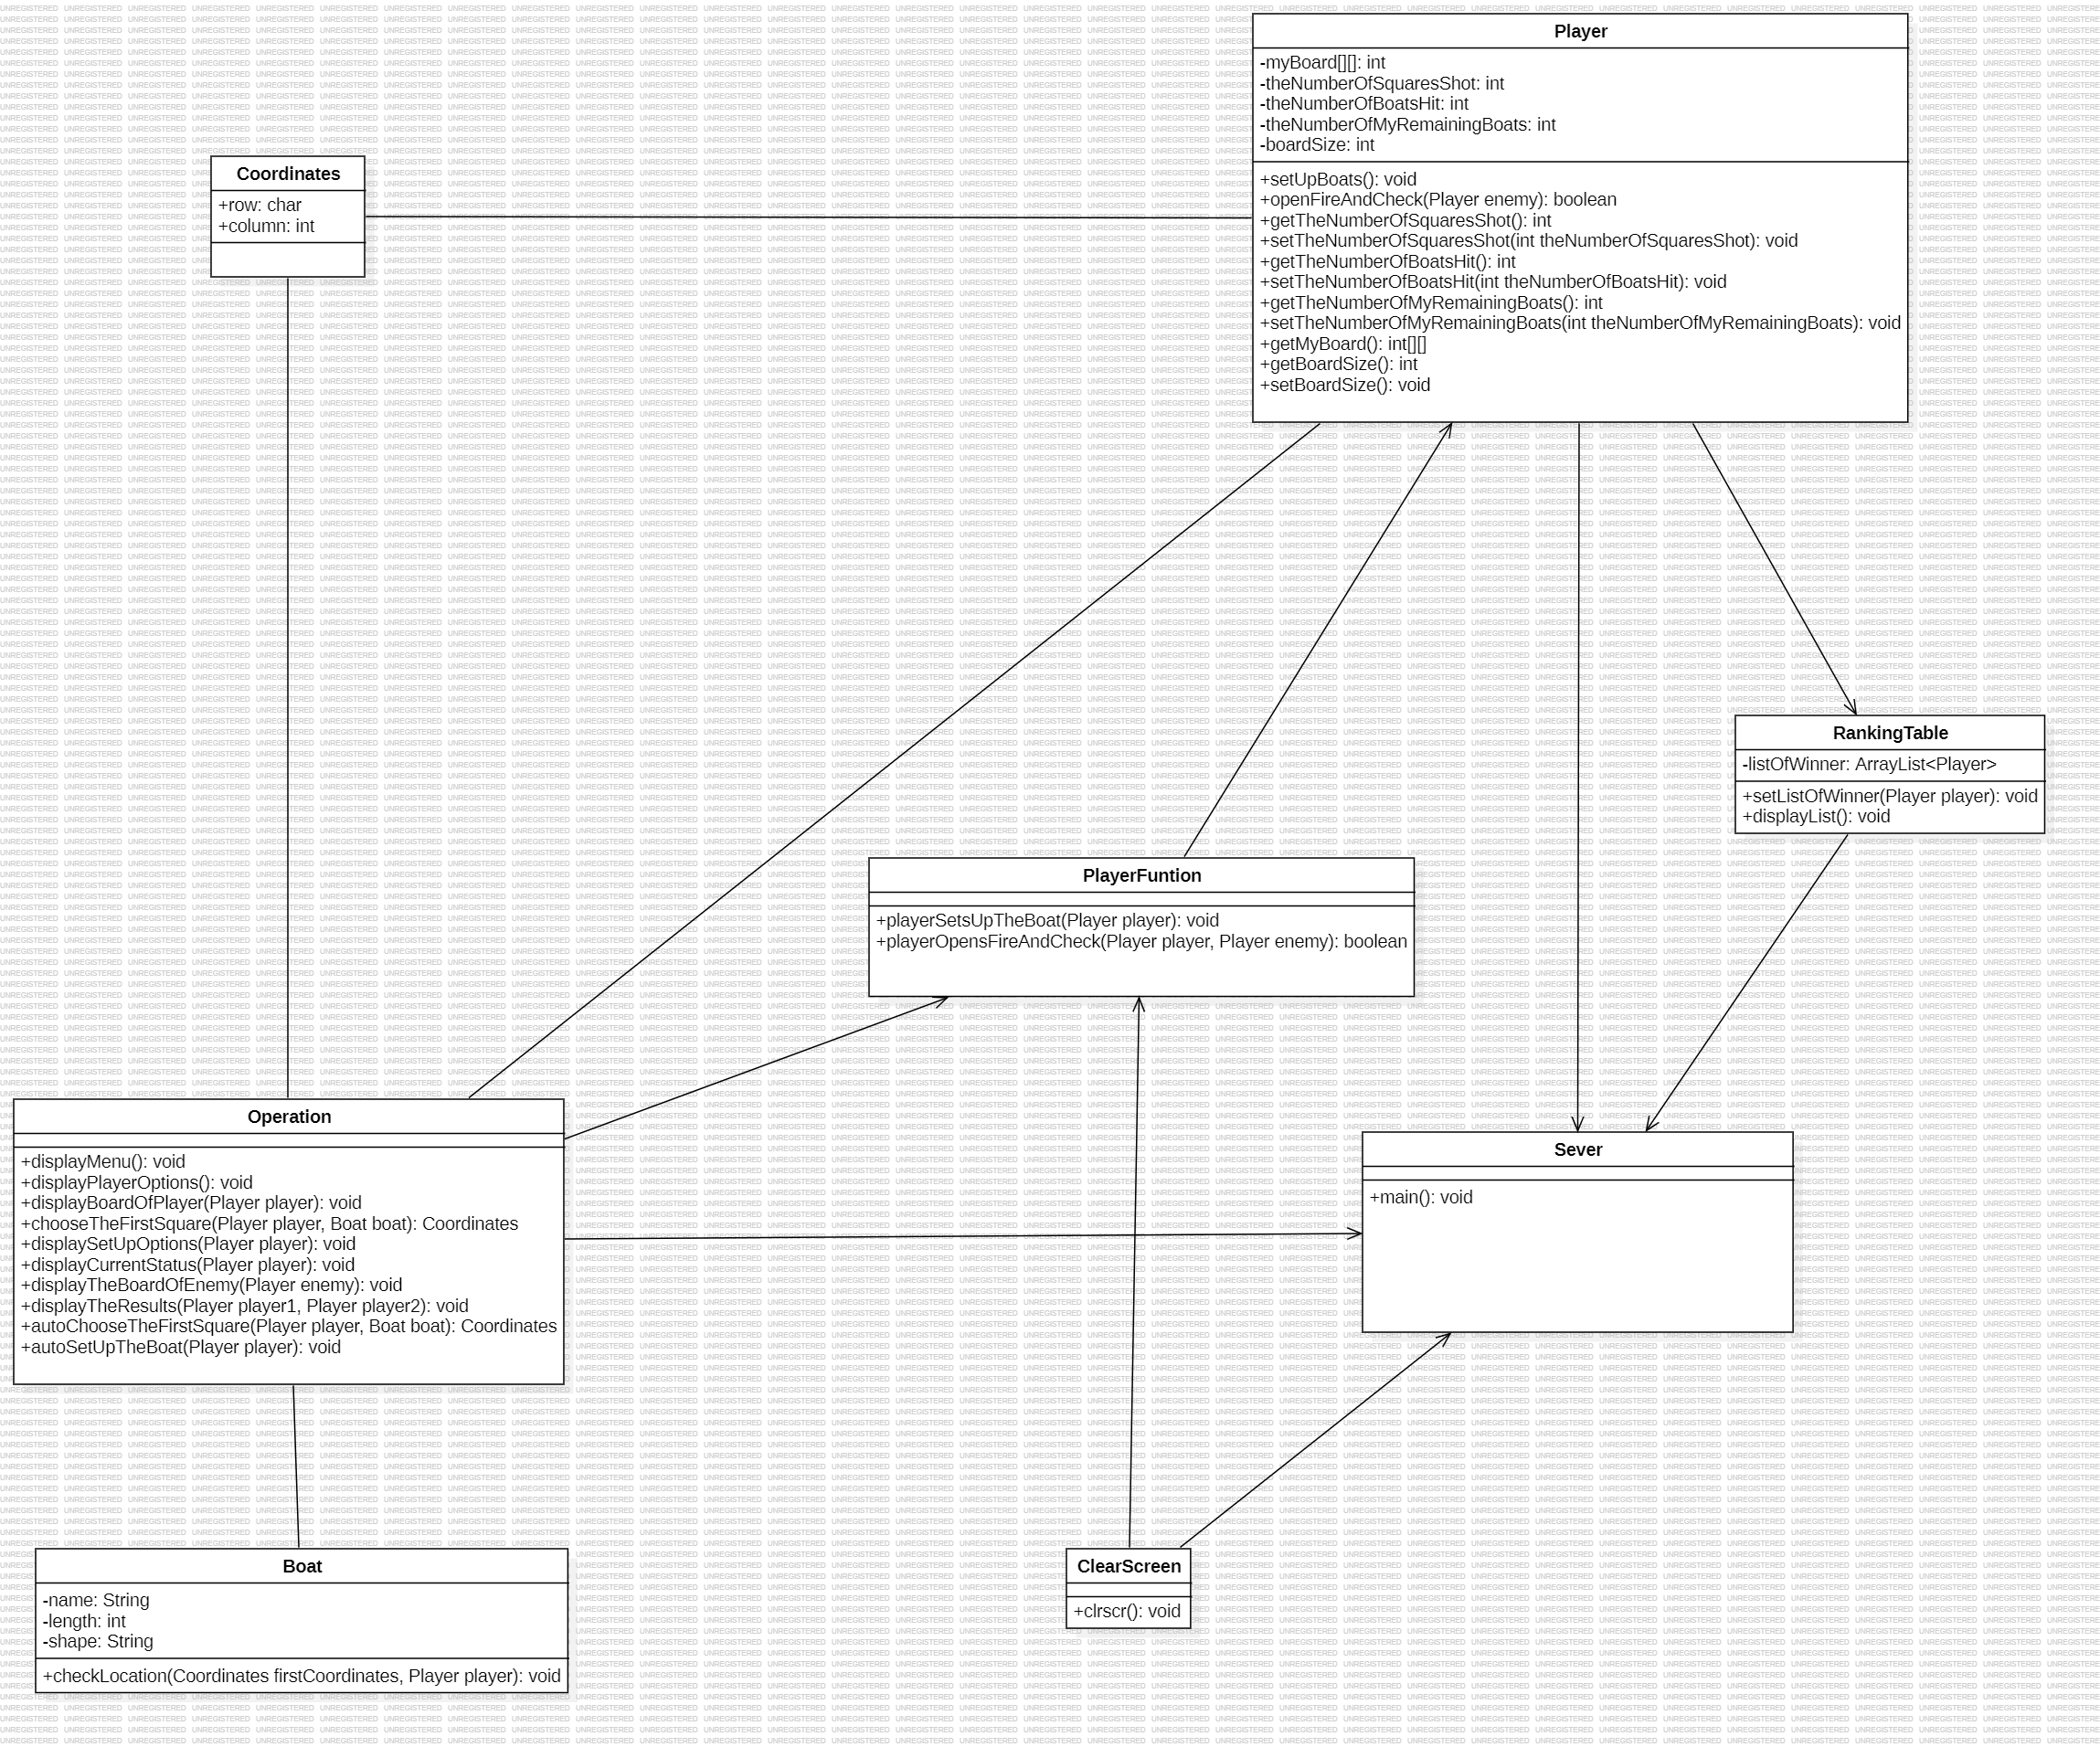 Player
-myBoard[][]: int
-theNumberOfSquaresShot: int
-theNumberOfBoatsHit: int
-theNumberOfMyRemainingBoats: int
-boardSize: int
+setUpBoats(): void
+openFireAndCheck(Player enemy): boolean
+getTheNumberOfSquaresShot(): int
+setTheNumberOfSquaresShot(int theNumberOfSquaresShot): void
+getTheNumberOfBoatsHit(): int
+setTheNumberOfBoatsHit(int theNumberOfBoatsHit): void
+getTheNumberOfMyRemainingBoats(): int
+setTheNumberOfMyRemainingBoats(int theNumberOfMyRemainingBoats): void
+getMyBoard(): int[][]
+getBoardSize(): int
+setBoardSize(): void
Coordinates
+row: char
+column: int
RankingTable
-listOfWinner: ArrayList<Player>
+setListOfWinner(Player player): void
+displayList(): void
PlayerFuntion
+playerSetsUpTheBoat(Player player): void
+playerOpensFireAndCheck(Player player, Player enemy): boolean
Operation
+displayMenu(): void
+displayPlayerOptions(): void
+displayBoardOfPlayer(Player player): void
+chooseTheFirstSquare(Player player, Boat boat): Coordinates
+displaySetUpOptions(Player player): void
+displayCurrentStatus(Player player): void
+displayTheBoardOfEnemy(Player enemy): void
+displayTheResults(Player player1, Player player2): void
+autoChooseTheFirstSquare(Player player, Boat boat): Coordinates
+autoSetUpTheBoat(Player player): void
Sever
+main(): void
Boat
-name: String
-length: int
-shape: String
+checkLocation(Coordinates firstCoordinates, Player player): void
ClearScreen
+clrscr(): void
UNREGISTERED